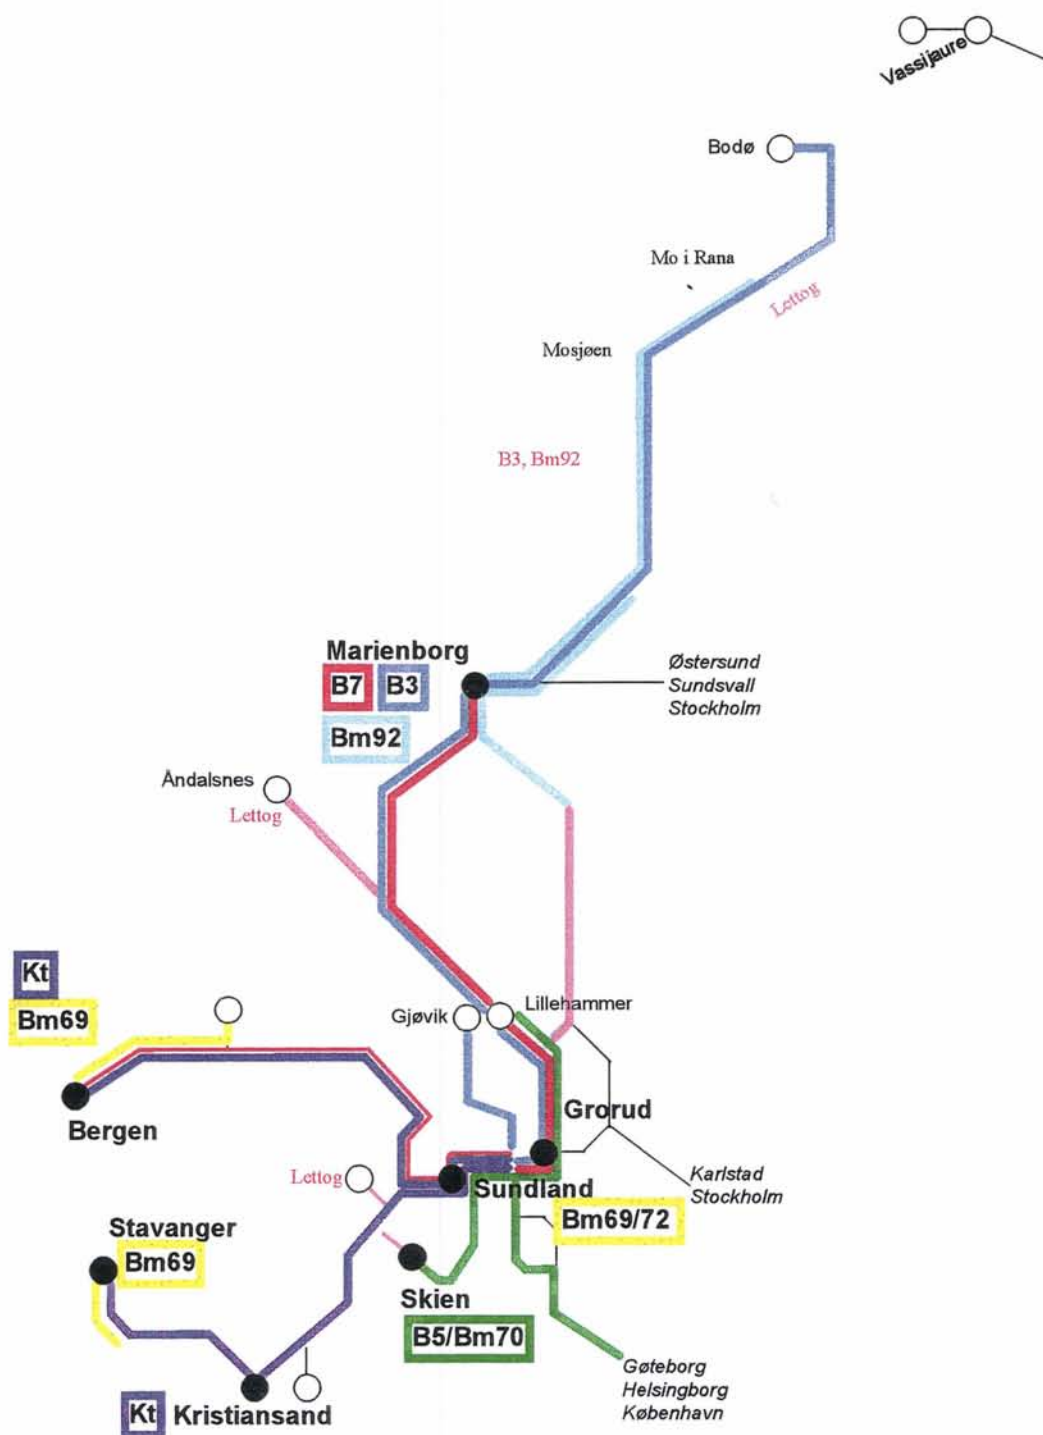 Vassijaure
Bodø
Mo i Rana
Lettog
Mosjøen
B3, Bm92
Marienborg
B7 B3
Bm92
Østersund
Sundsvall
Stockholm
Åndalsnes
Lettog
Kt
Bm69
Gjøvik
Lillehammer
Bergen
Grorud
Lettog
Sundland
Karlstad
Stockholm
Bm69/72
Stavanger
Bm69
Skien
B5/Bm70
Gøteborg
Helsingborg
København
Kt Kristiansand